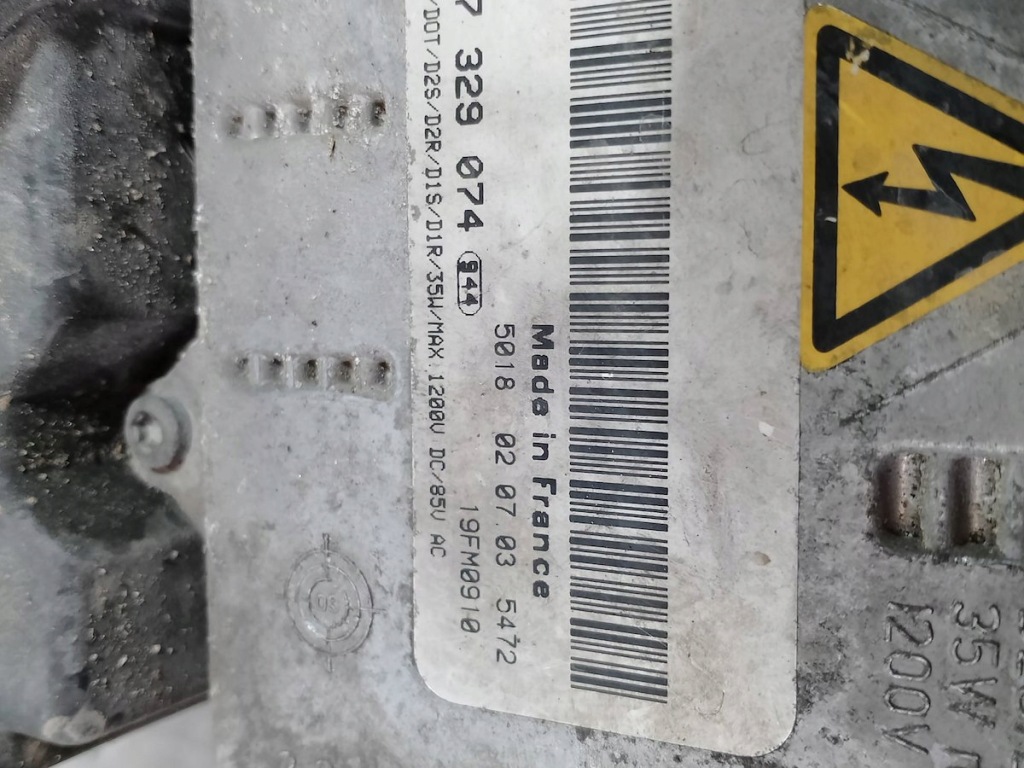 7 329 074 944
/DOT/D2S/D2R/D1S/D1R/35W/MAX.1200V DC/85V AC
19FM0910
5018 02 07.03 5472
Made in France
35W
1200V